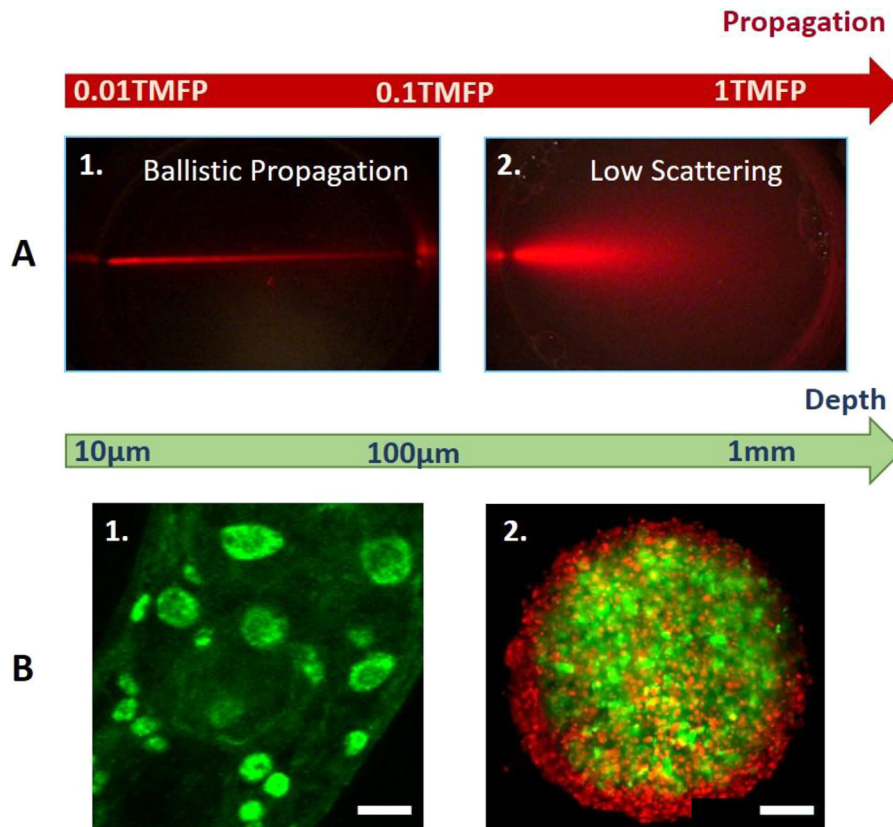 Propagation
0.01TMFP 0.1TMFP 1TMFP
1. Ballistic Propagation
2. Low Scattering
A
Depth
10µm 100µm 1mm
1.
2.
B